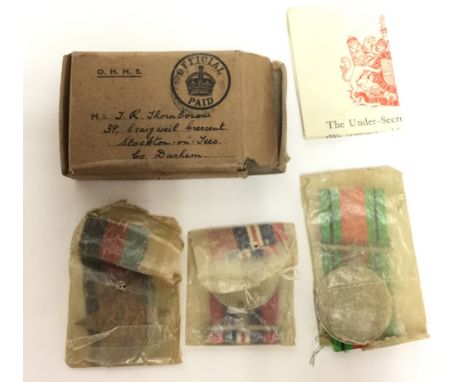 O. H. M. S.
OFFICIAL
PAID
Mr. J. R. Thornborow
39, Craigweil Crescent
Stockton-on-Tees
Co. Durham.
The Under-Secre